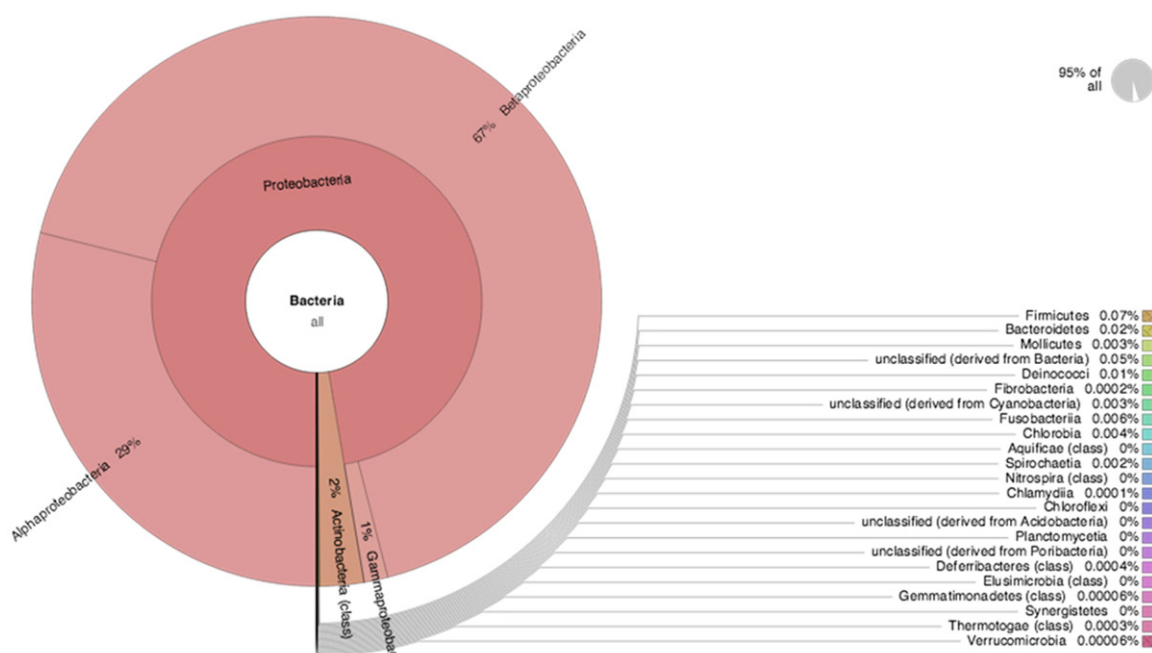 67% Betaproteobacteria
95% of
all
Proteobacteria
Bacteria
all
Alphaproteobacteria 29%
2% Actinobacteria (class)
1% Gammaproteobac
Firmicutes 0.07%
Bacteroidetes 0.02%
Mollicutes 0.003%
unclassified (derived from Bacteria) 0.05%
Deinococci 0.01%
Fibrobacteria 0.0002%
unclassified (derived from Cyanobacteria) 0.003%
Fusobacteriia 0.006%
Chlorobia 0.004%
Aquificae (class) 0%
Spirochaetia 0.002%
Nitrospira (class) 0%
Chlamydiia 0.0001%
Chloroflexi 0%
unclassified (derived from Acidobacteria) 0%
Planctomycetia 0%
unclassified (derived from Poribacteria) 0%
Deferribacteres (class) 0.0004%
Elusimicrobia (class) 0%
Gemmatimonadetes (class) 0.00006%
Synergistetes 0%
Thermotogae (class) 0.0003%
Verrucomicrobia 0.00006%